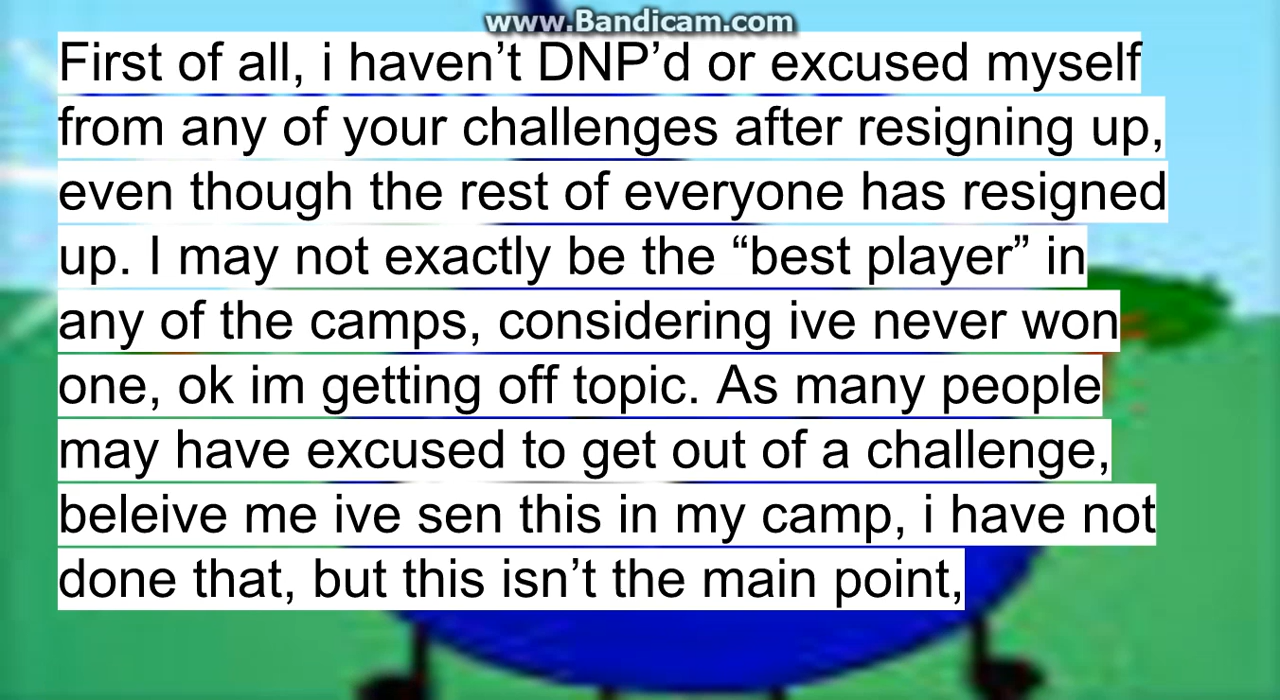 www.Bandicam.com
First of all, i haven’t DNP’d or excused myself
from any of your challenges after resigning up,
even though the rest of everyone has resigned
up. I may not exactly be the “best player” in
any of the camps, considering ive never won
one, ok im getting off topic. As many people
may have excused to get out of a challenge,
beleive me ive sen this in my camp, i have not
done that, but this isn’t the main point,